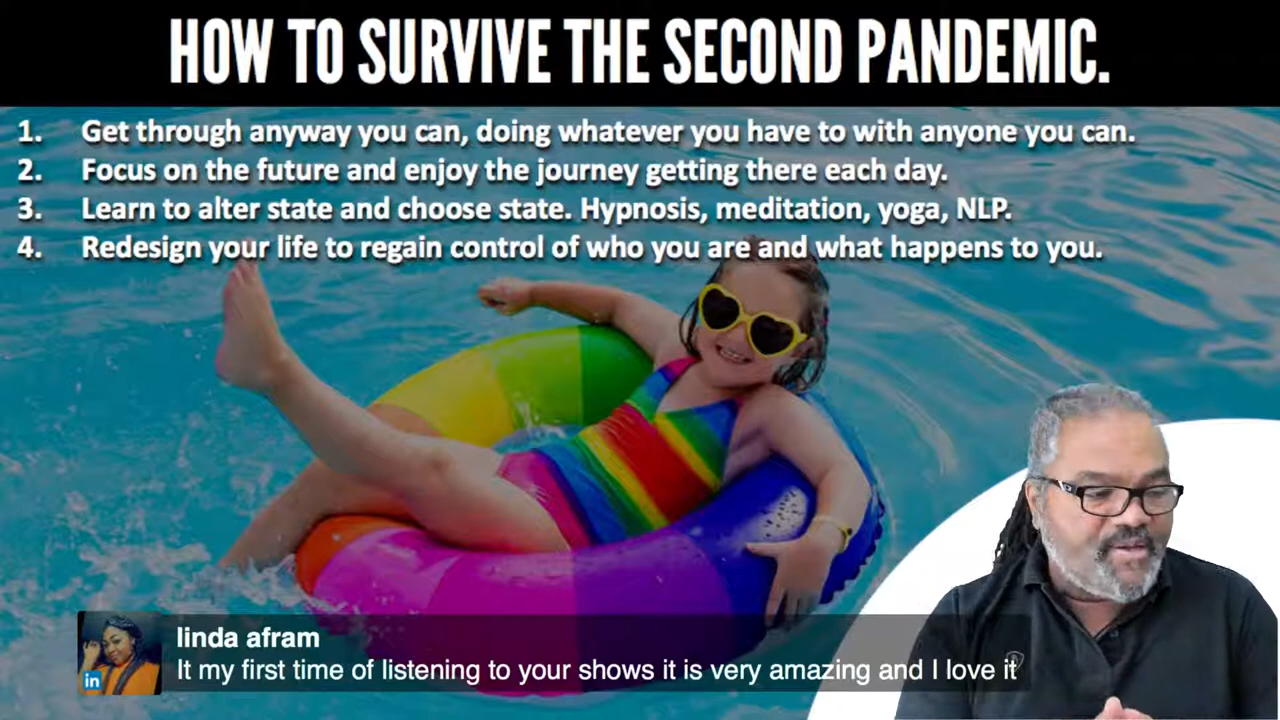 HOW TO SURVIVE THE SECOND PANDEMIC.
1. Get through anyway you can, doing whatever you have to with anyone you can.
2. Focus on the future and enjoy the journey getting there each day.
3. Learn to alter state and choose state. Hypnosis, meditation, yoga, NLP.
4. Redesign your life to regain control of who you are and what happens to you.
linda afram
in
It my first time of listening to your shows it is very amazing and I love it